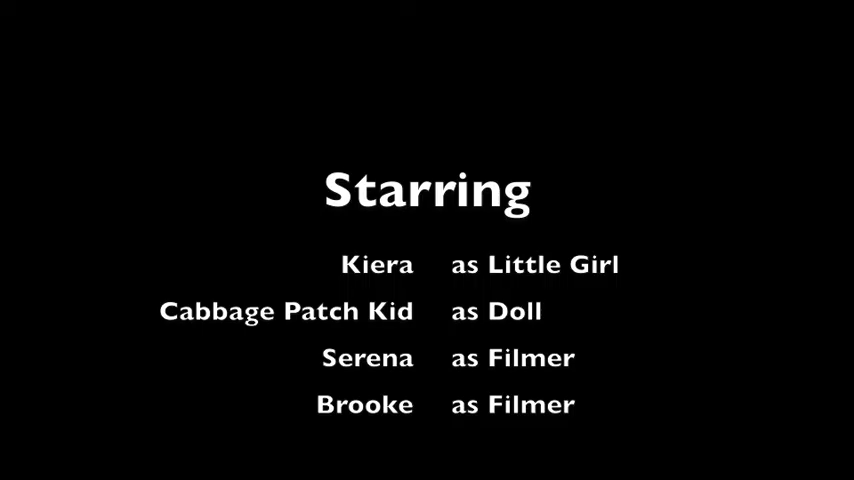 Starring
Kiera as Little Girl
Cabbage Patch Kid as Doll
Serena as Filmer
Brooke as Filmer